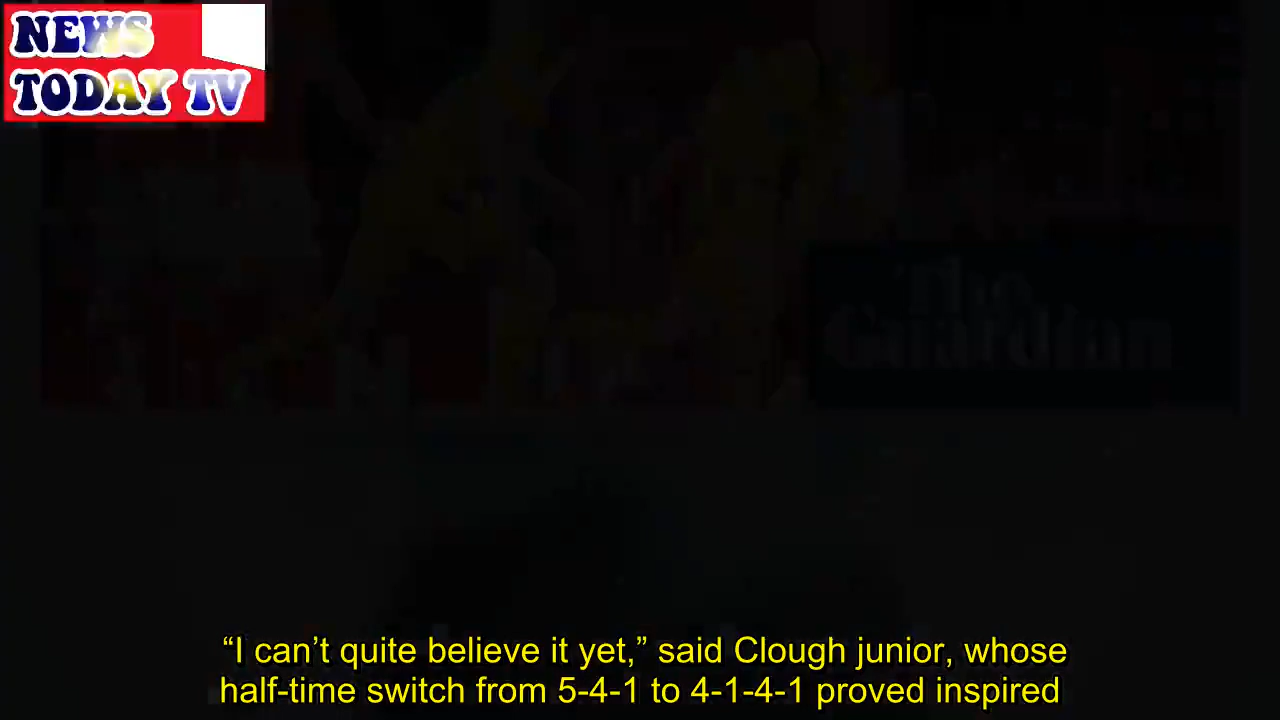 NEWS
TODAY TV
The
Guardian
“I can’t quite believe it yet,” said Clough junior, whose
half-time switch from 5-4-1 to 4-1-4-1 proved inspired